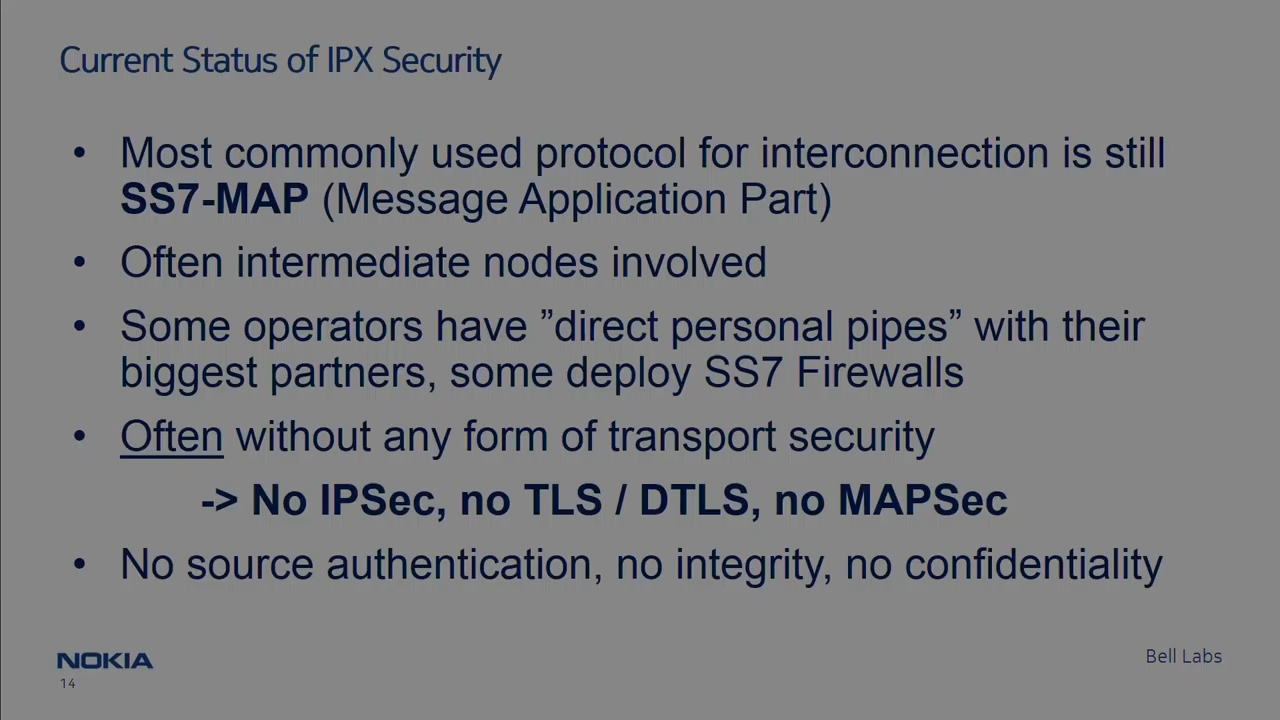 Current Status of IPX Security
• Most commonly used protocol for interconnection is still
SS7-MAP (Message Application Part)
• Often intermediate nodes involved
• Some operators have ”direct personal pipes” with their
biggest partners, some deploy SS7 Firewalls
• Often without any form of transport security
-> No IPSec, no TLS / DTLS, no MAPSec
• No source authentication, no integrity, no confidentiality
NOKIA
Bell Labs
14